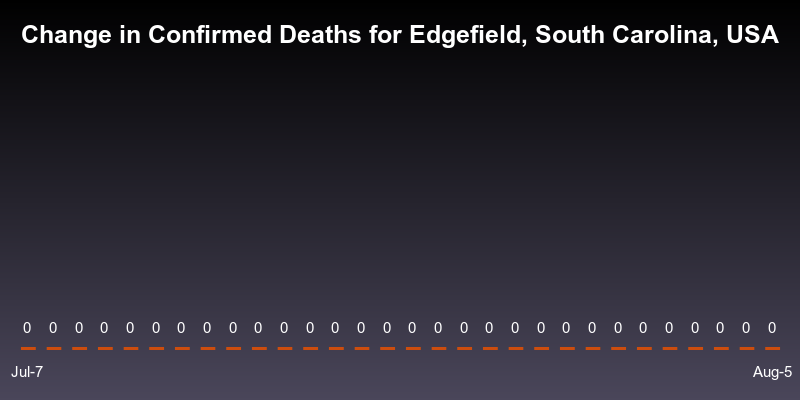 Change in Confirmed Deaths for Edgefield, South Carolina, USA
0 0 0 0 0 0 0 0 0 0 0 0 0 0 0 0 0 0 0 0 0 0 0 0 0 0 0 0 0 0
Jul-7 Aug-5